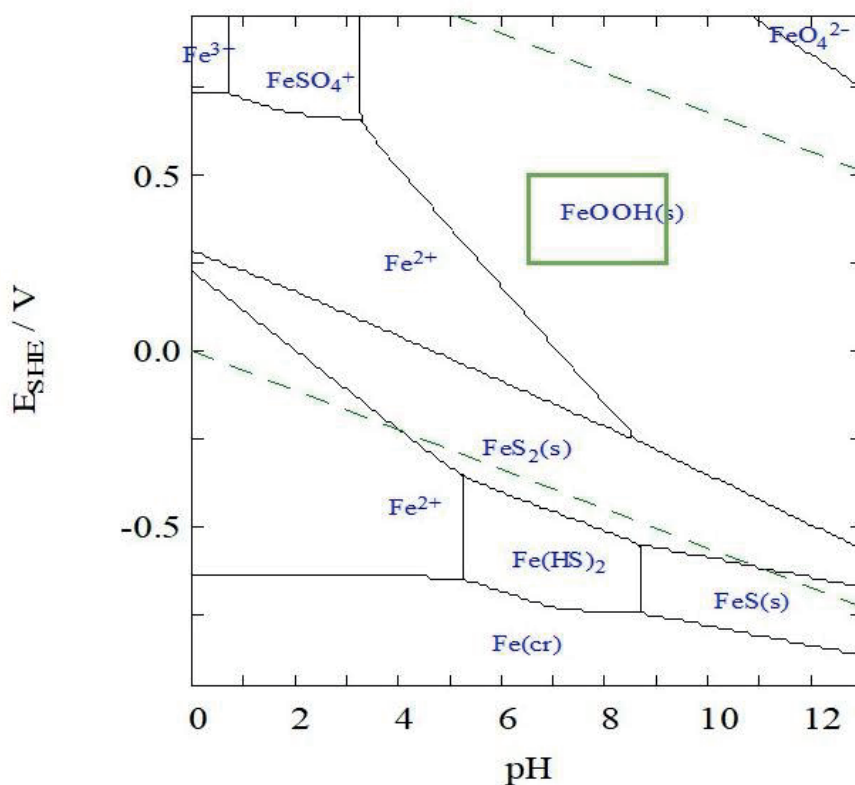 FeO₄²⁻
Fe³⁺
FeSO₄⁺
0.5
FeOOH(s)
Fe²⁺
E_SHE / V
0.0
FeS₂(s)
Fe²⁺
-0.5
Fe(HS)₂
FeS(s)
Fe(cr)
0 2 4 6 8 10 12
pH